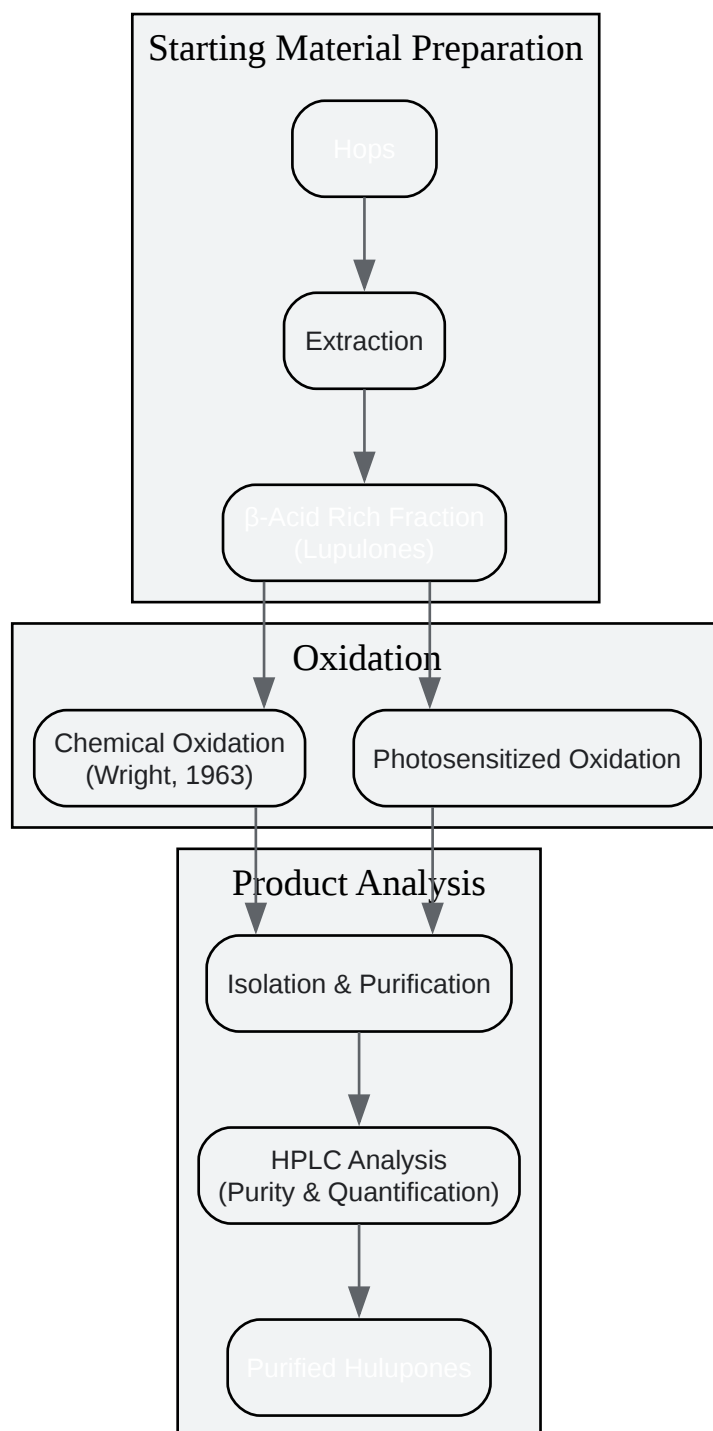 Starting Material Preparation
Hops
Extraction
β-Acid Rich Fraction
(Lupulones)
Oxidation
Chemical Oxidation
(Wright, 1963)
Photosensitized Oxidation
Product Analysis
Isolation & Purification
HPLC Analysis
(Purity & Quantification)
Purified Hulupones